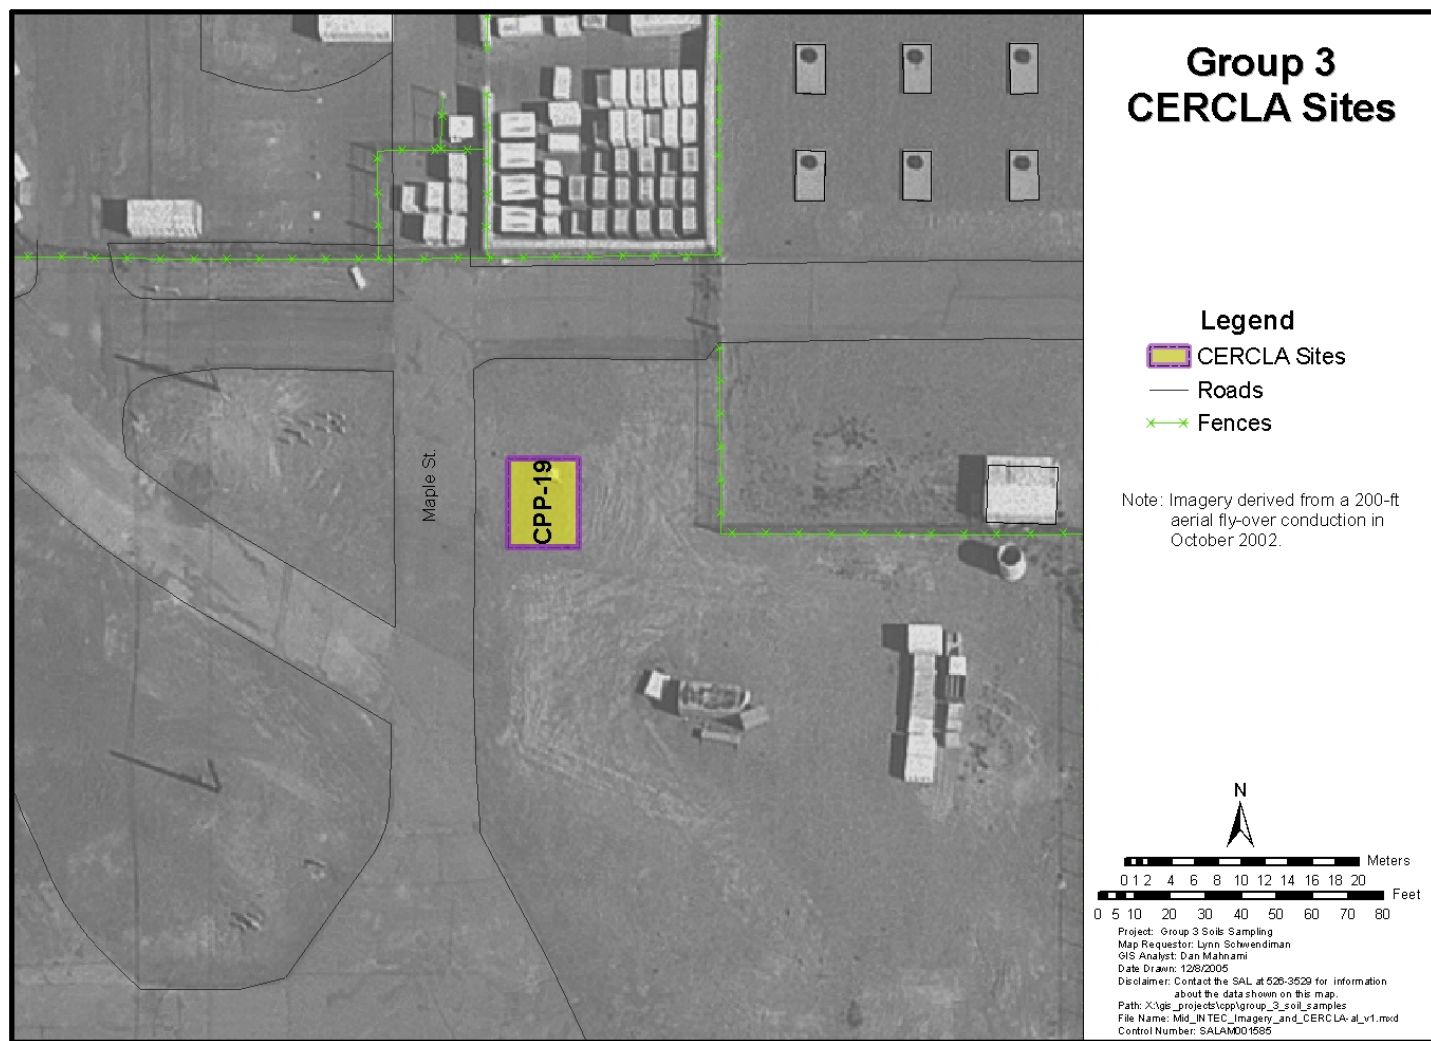 Group 3
CERCLA Sites
Legend
CERCLA Sites
Roads
Fences
Note: Imagery derived from a 200-ft
aerial fly-over conduction in
October 2002.
Maple St.
CPP-19
N
Meters
0 1 2 4 6 8 10 12 14 16 18 20
Feet
0 5 10 20 30 40 50 60 70 80
Project: Group 3 Soils Sampling
Map Requestor: Lynn Schwendiman
GIS Analyst: Dan Mahnami
Date Drawn: 12/8/2005
Disclaimer: Contact the SAL at 526-3529 for information
about the data shown on this map.
Path: X:\gis_projects\cpp\group_3_soil_samples
File Name: Mid_INTEC_Imagery_and_CERCLA-al_v1.mxd
Control Number: SALAM001585